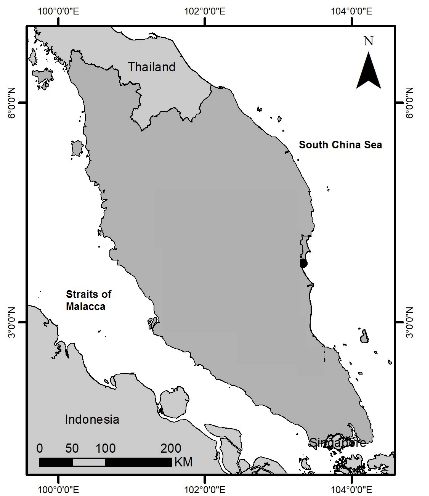 100°0'0"E 102°0'0"E 104°0'0"E
Thailand
N
6°0'0"N 6°0'0"N
South China Sea
Straits of
Malacca
3°0'0"N 3°0'0"N
Indonesia
Singapore
0 50 100 200
KM
100°0'0"E 102°0'0"E 104°0'0"E